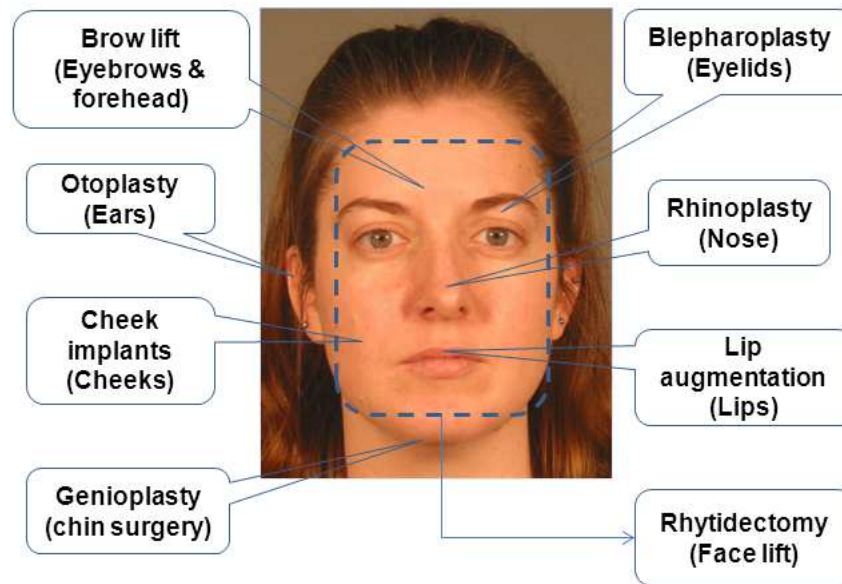 Brow lift
(Eyebrows &
forehead)
Blepharoplasty
(Eyelids)
Otoplasty
(Ears)
Rhinoplasty
(Nose)
Cheek
implants
(Cheeks)
Lip
augmentation
(Lips)
Genioplasty
(chin surgery)
Rhytidectomy
(Face lift)